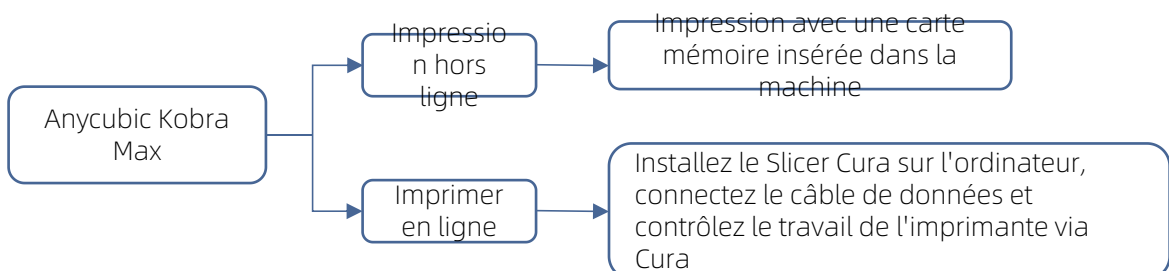 Anycubic Kobra
Max
Impressio
n hors
ligne
Impression avec une carte
mémoire insérée dans la
machine
Imprimer
en ligne
Installez le Slicer Cura sur l'ordinateur,
connectez le câble de données et
contrôlez le travail de l'imprimante via
Cura